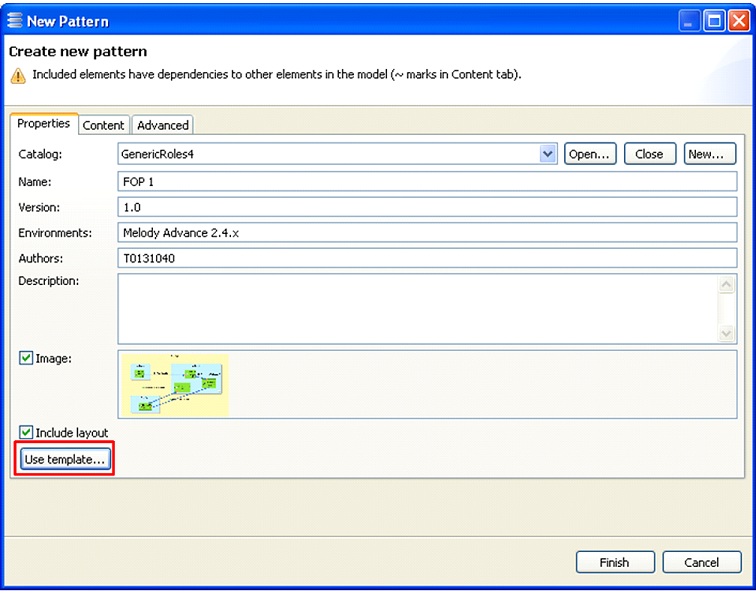 New Pattern
Create new pattern
Included elements have dependencies to other elements in the model (~ marks in Content tab).
Properties Content Advanced
Catalog: GenericRoles4 Open... Close New...
Name: FOP 1
Version: 1.0
Environments: Melody Advance 2.4.x
Authors: T0131040
Description:
Image:
Include layout
Use template...
Finish Cancel